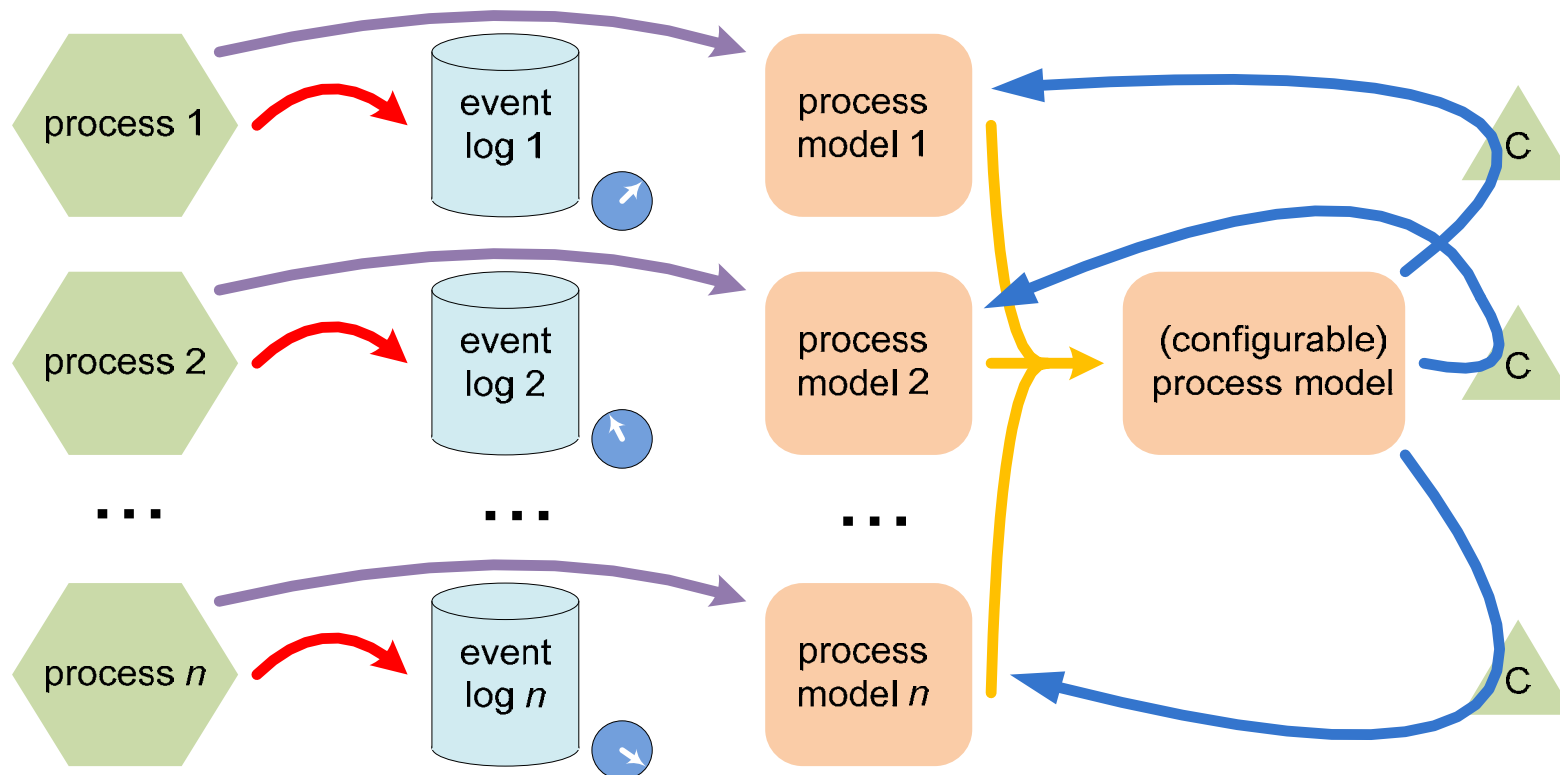 process 1
event
log 1
process
model 1
C
process 2
event
log 2
process
model 2
(configurable)
process model
C
...
...
...
process n
event
log n
process
model n
C